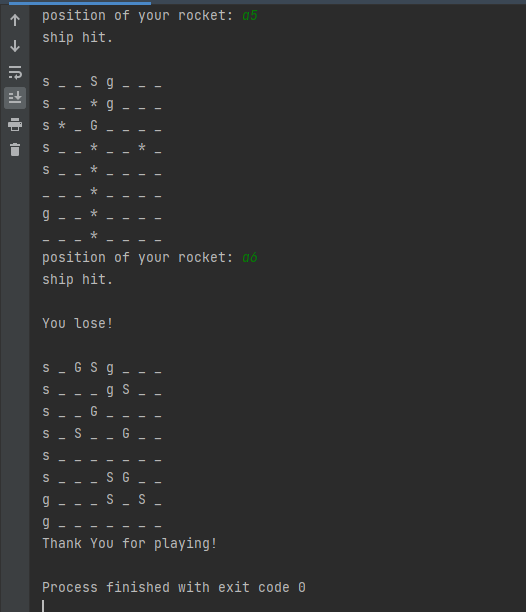 position of your rocket: a5
ship hit.
s _ _ S g _ _ _
s _ _ * g _ _ _
s * _ G _ _ _ _
s _ _ * _ _ * _
s _ _ * _ _ _ _
_ _ _ * _ _ _ _
g _ _ * _ _ _ _
_ _ _ * _ _ _ _
position of your rocket: a6
ship hit.
You lose!
s _ G S g _ _ _
s _ _ _ g S _ _
s _ _ G _ _ _ _
s _ S _ _ G _ _
s _ _ _ _ _ _ _
s _ _ _ S G _ _
g _ _ _ S _ S _
g _ _ _ _ _ _ _
Thank You for playing!
Process finished with exit code 0